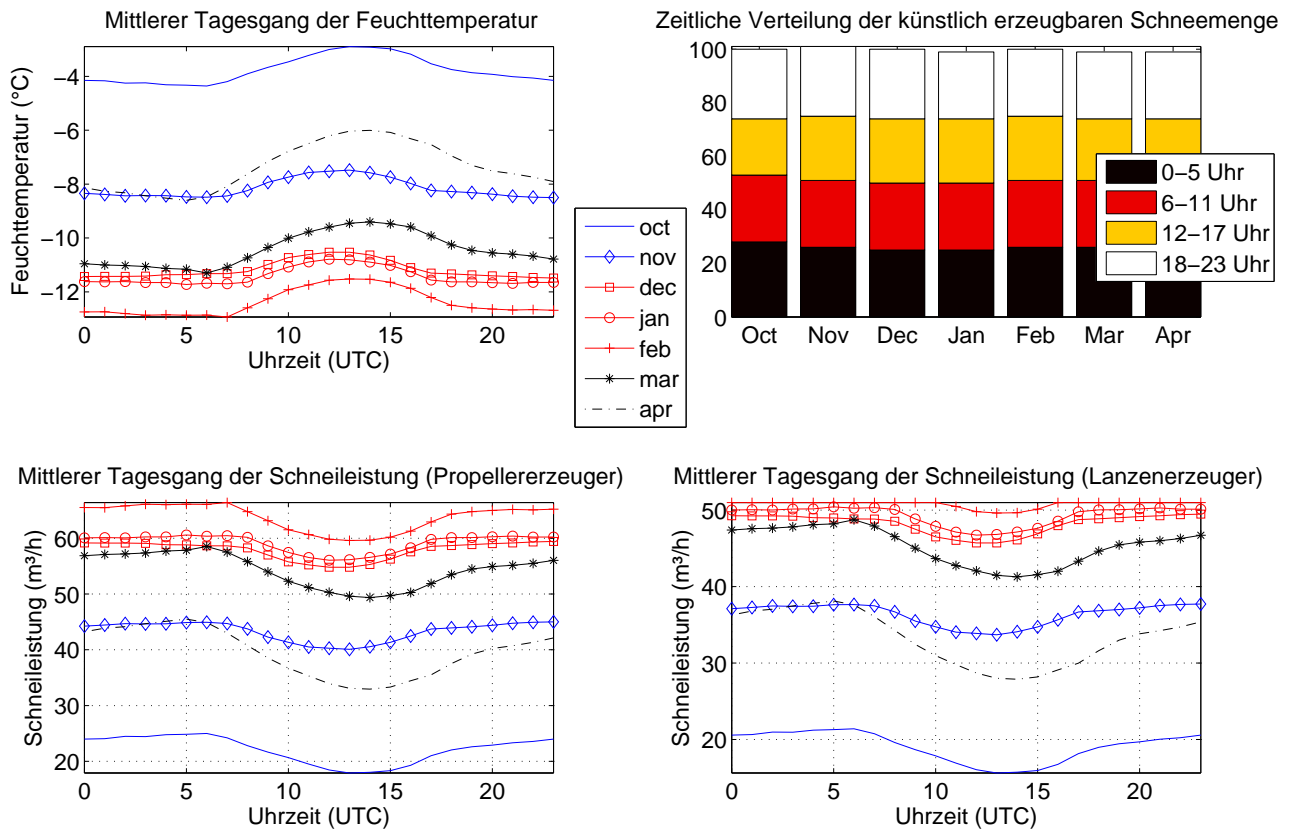 Mittlerer Tagesgang der Feuchttemperatur
−4
−6
−8
−10
−12
Feuchttemperatur (°C)
0 5 10 15 20
Uhrzeit (UTC)
oct
nov
dec
jan
feb
mar
apr
Zeitliche Verteilung der künstlich erzeugbaren Schneemenge
100
80
60
40
20
0
Oct Nov Dec Jan Feb Mar Apr
0−5 Uhr
6−11 Uhr
12−17 Uhr
18−23 Uhr
Mittlerer Tagesgang der Schneileistung (Propellererzeuger)
60
50
40
30
20
Schneileistung (m³/h)
0 5 10 15 20
Uhrzeit (UTC)
Mittlerer Tagesgang der Schneileistung (Lanzenerzeuger)
50
40
30
20
Schneileistung (m³/h)
0 5 10 15 20
Uhrzeit (UTC)